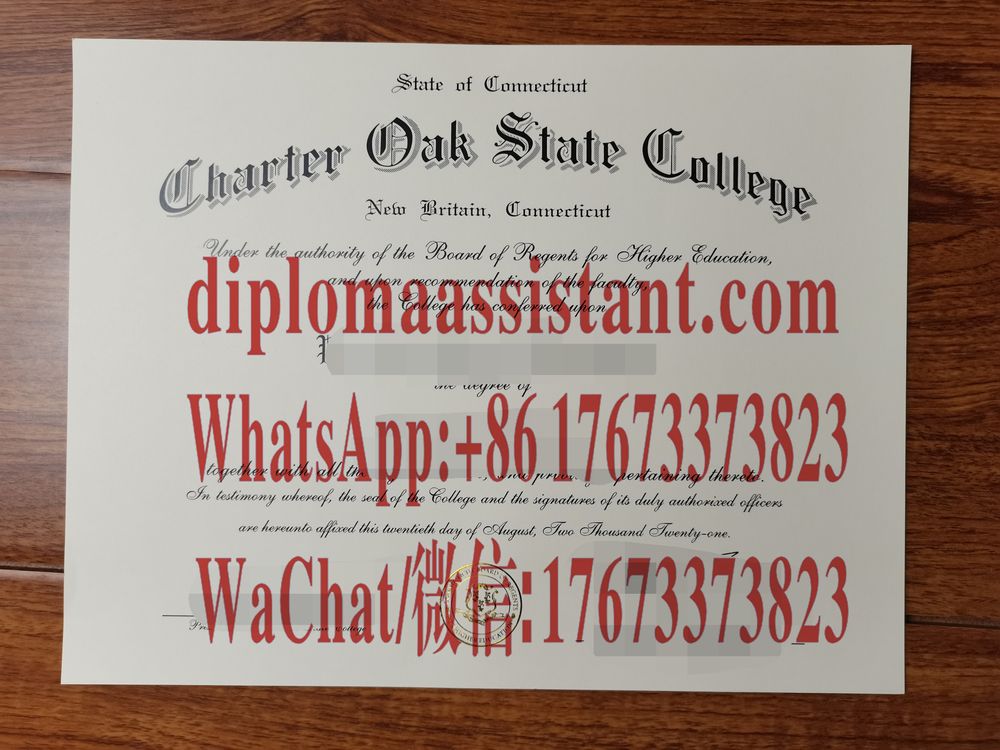 State of Connecticut
Charter Oak State College
New Britain, Connecticut
Under the authority of the Board of Regents for Higher Education,
diplomaassistant.com
and upon recommendation of the faculty,
the College has conferred upon
the degree of
WhatsApp:+86 17673373823
together with all the pertaining thereto.
In testimony whereof, the seal of the College and the signatures of its duly authorized officers
are hereunto affixed this twentieth day of August, Two Thousand Twenty-one.
WaChat/微信:17673373823
College